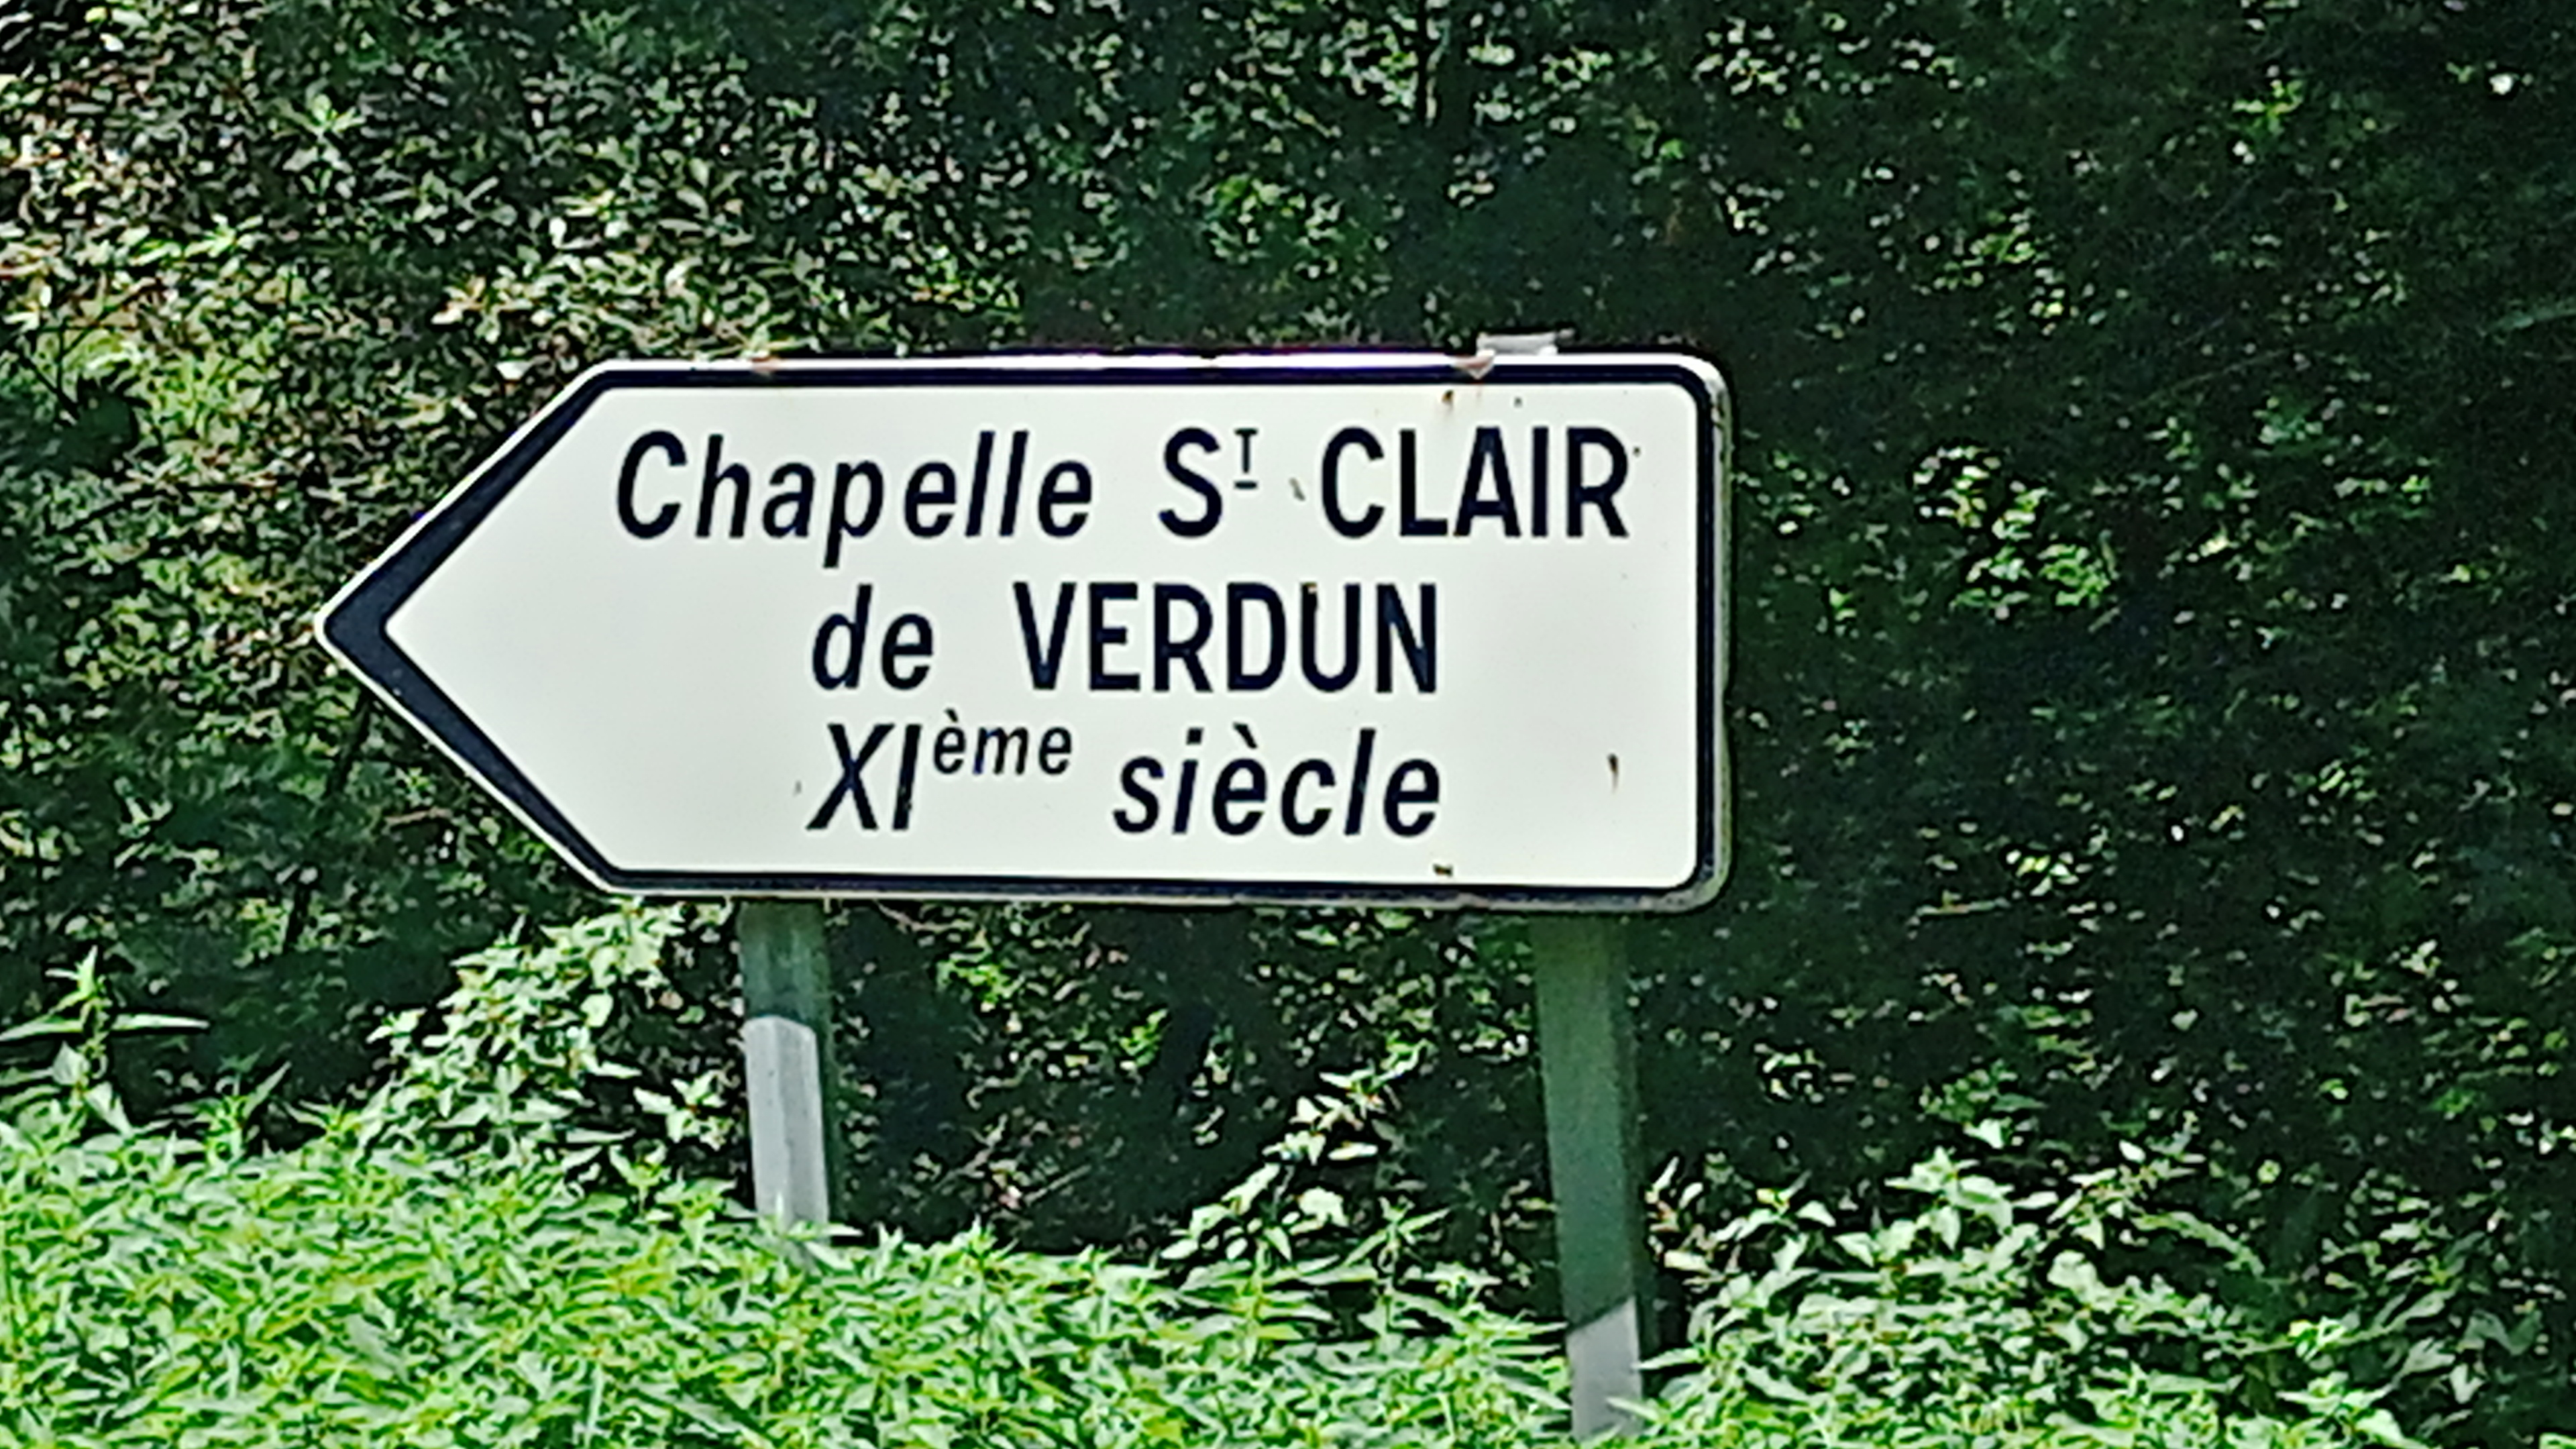 Chapelle Sᵀ CLAIR
de VERDUN
XIème siècle